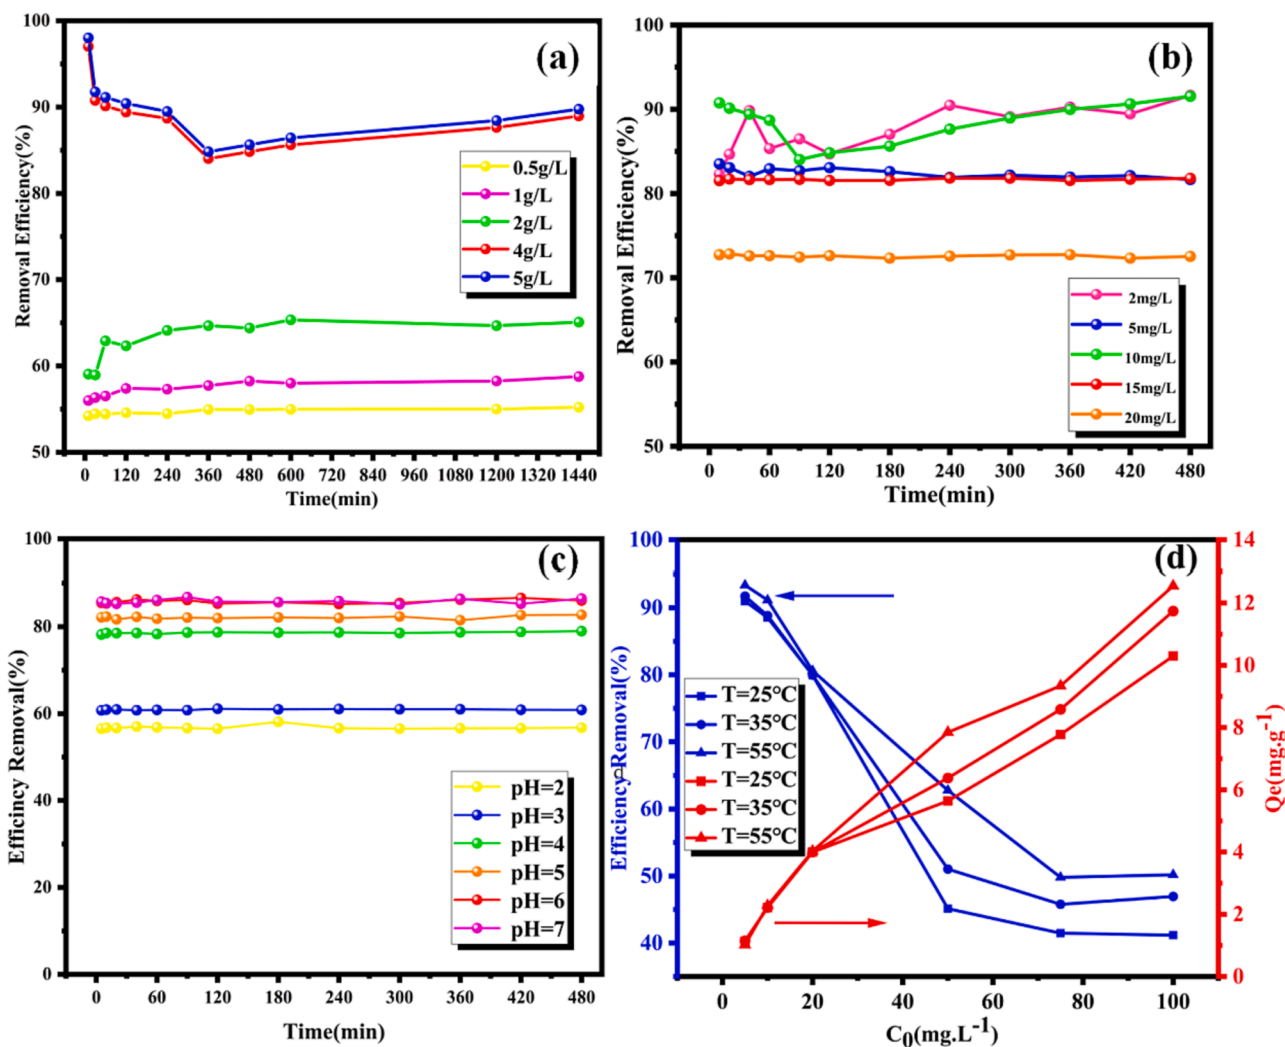 (a)
Removal Efficiency(%)
100
90
80
70
60
50
0.5g/L
1g/L
2g/L
4g/L
5g/L
0 120 240 360 480 600 720 840 960 1080 1200 1320 1440
Time(min)
(b)
Removal Efficiency(%)
100
90
80
70
60
50
2mg/L
5mg/L
10mg/L
15mg/L
20mg/L
0 60 120 180 240 300 360 420 480
Time(min)
(c)
Efficincy Removal(%)
100
80
60
40
20
0
pH=2
pH=3
pH=4
pH=5
pH=6
pH=7
0 60 120 180 240 300 360 420 480
Time(min)
(d)
Efficiency Removal(%)
100
90
80
70
60
50
40
T=25°C
T=35°C
T=55°C
T=25°C
T=35°C
T=55°C
14
12
10
8
6
4
2
0
Qe(mg.g⁻¹)
0 20 40 60 80 100
C₀(mg.L⁻¹)